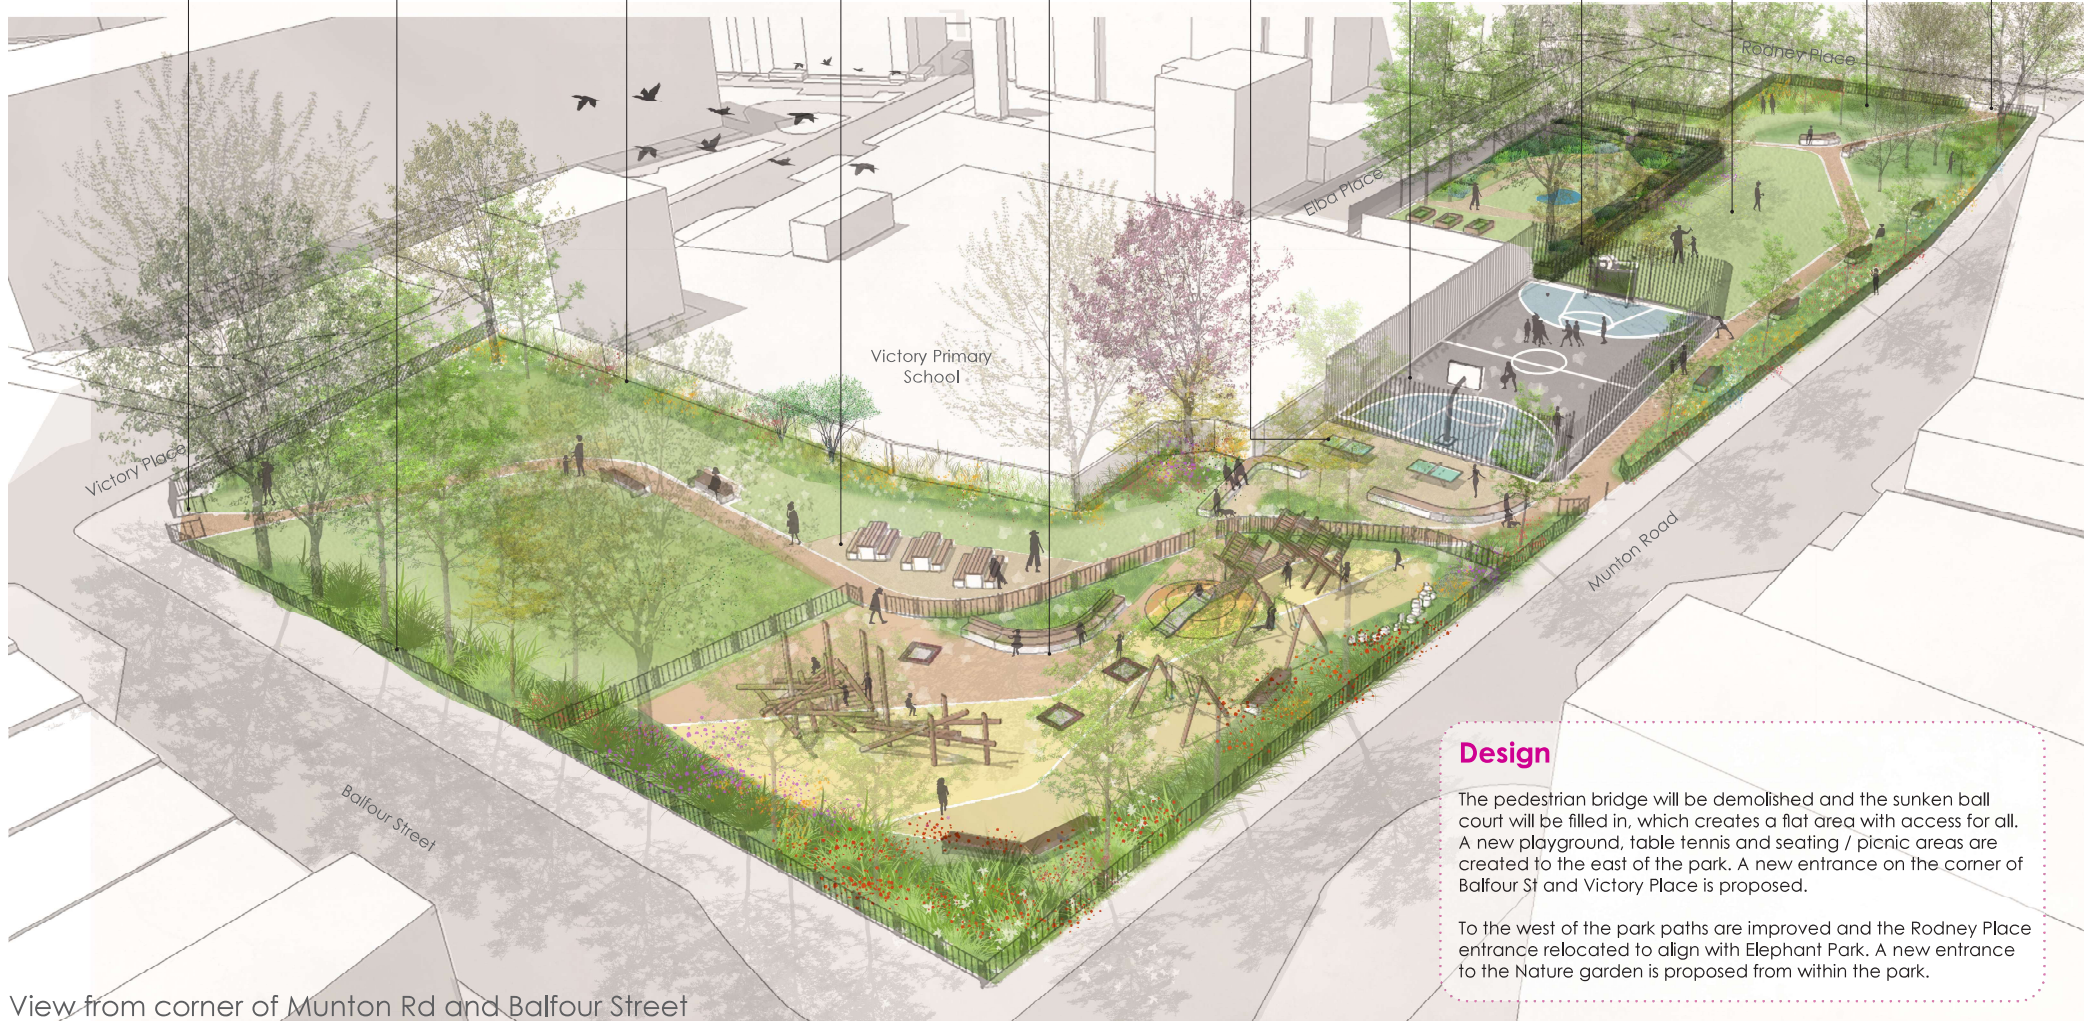 Rodney Place
Elba Place
Victory Primary
School
Victory Place
Munton Road
Balfour Street
Design
The pedestrian bridge will be demolished and the sunken ball
court will be filled in, which creates a flat area with access for all.
A new playground, table tennis and seating / picnic areas are
created to the east of the park. A new entrance on the corner of
Balfour St and Victory Place is proposed.
To the west of the park paths are improved and the Rodney Place
entrance relocated to align with Elephant Park. A new entrance
to the Nature garden is proposed from within the park.
View from corner of Munton Rd and Balfour Street